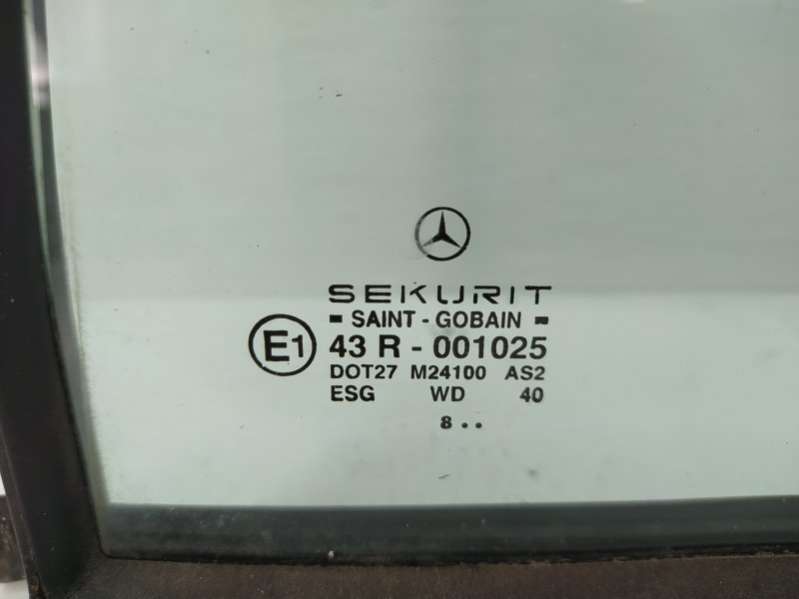 SEKURIT
SAINT - GOBAIN
E1 43 R - 001025
DOT27 M24100 AS2
ESG WD 40
8 ..